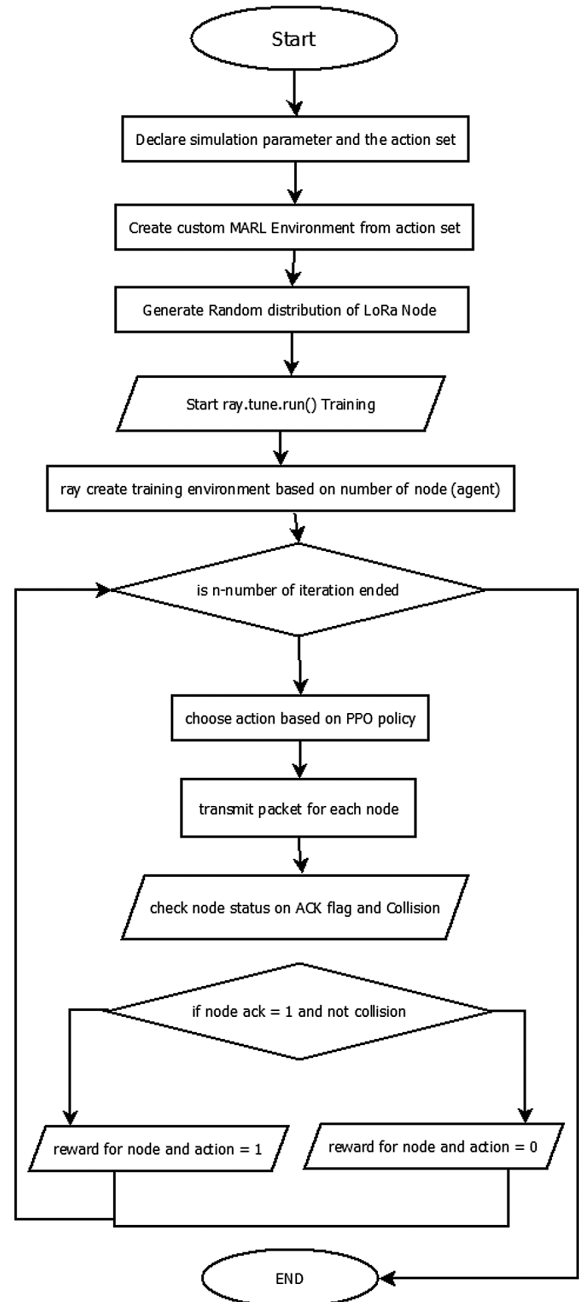 Start
Declare simulation parameter and the action set
Create custom MARL Environment from action set
Generate Random distribution of LoRa Node
Start ray.tune.run() Training
ray create training environment based on number of node (agent)
is n-number of iteration ended
choose action based on PPO policy
transmit packet for each node
check node status on ACK flag and Collision
if node ack = 1 and not collision
reward for node and action = 1
reward for node and action = 0
END